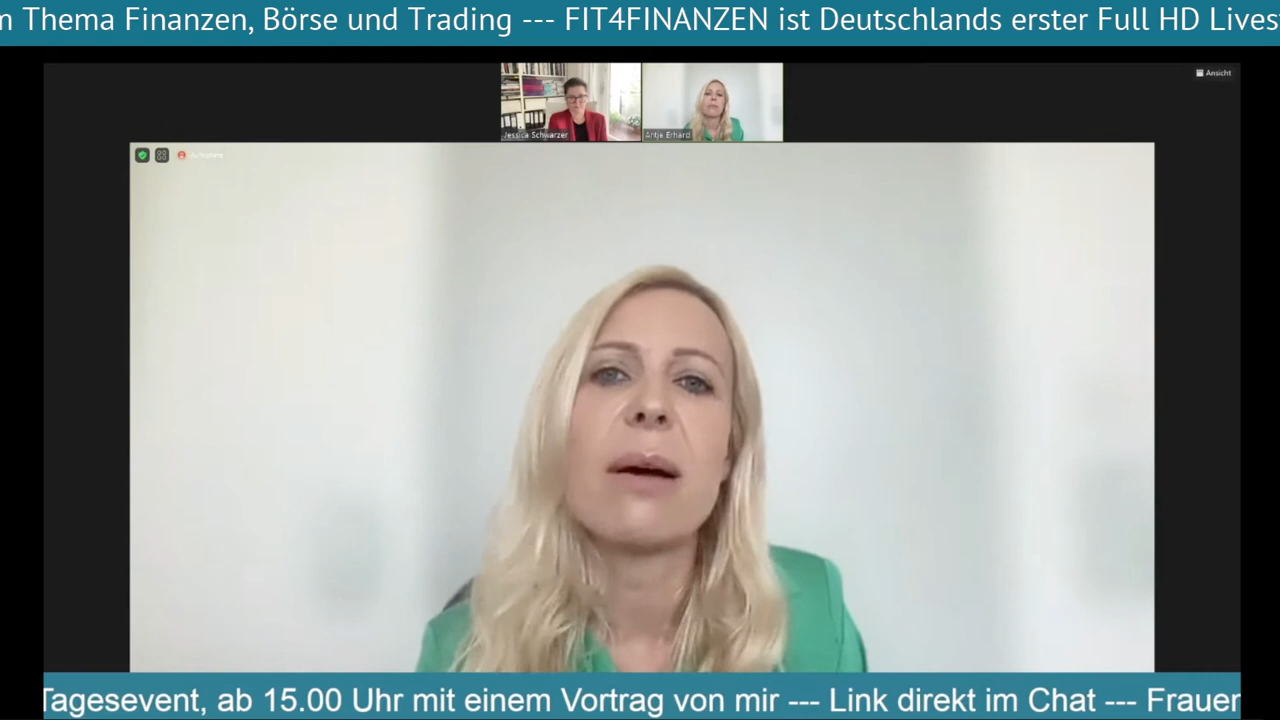 m Thema Finanzen, Börse und Trading --- FIT4FINANZEN ist Deutschlands erster Full HD Lives
Ansicht
Jessica Schwarzer
Antje Erhard
Aufnahme
Tagesevent, ab 15.00 Uhr mit einem Vortrag von mir --- Link direkt im Chat --- Frauen